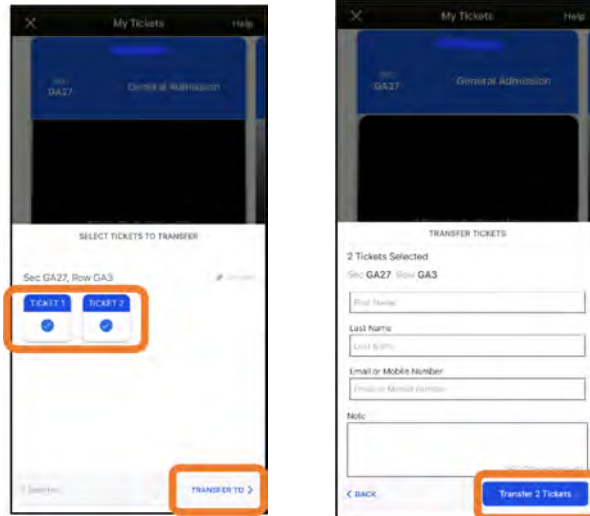 My Tickets Help
SEC
GA27
General Admission
SELECT TICKETS TO TRANSFER
Sec GA27, Row GA3
TICKET 1 TICKET 2
TRANSFER TO >
My Tickets Help
SEC
GA27
General Admission
TRANSFER TICKETS
2 Tickets Selected
Sec GA27 Row GA3
First Name
Last Name
Last Name
Email or Mobile Number
Email or Mobile Number
Note
< BACK
Transfer 2 Tickets